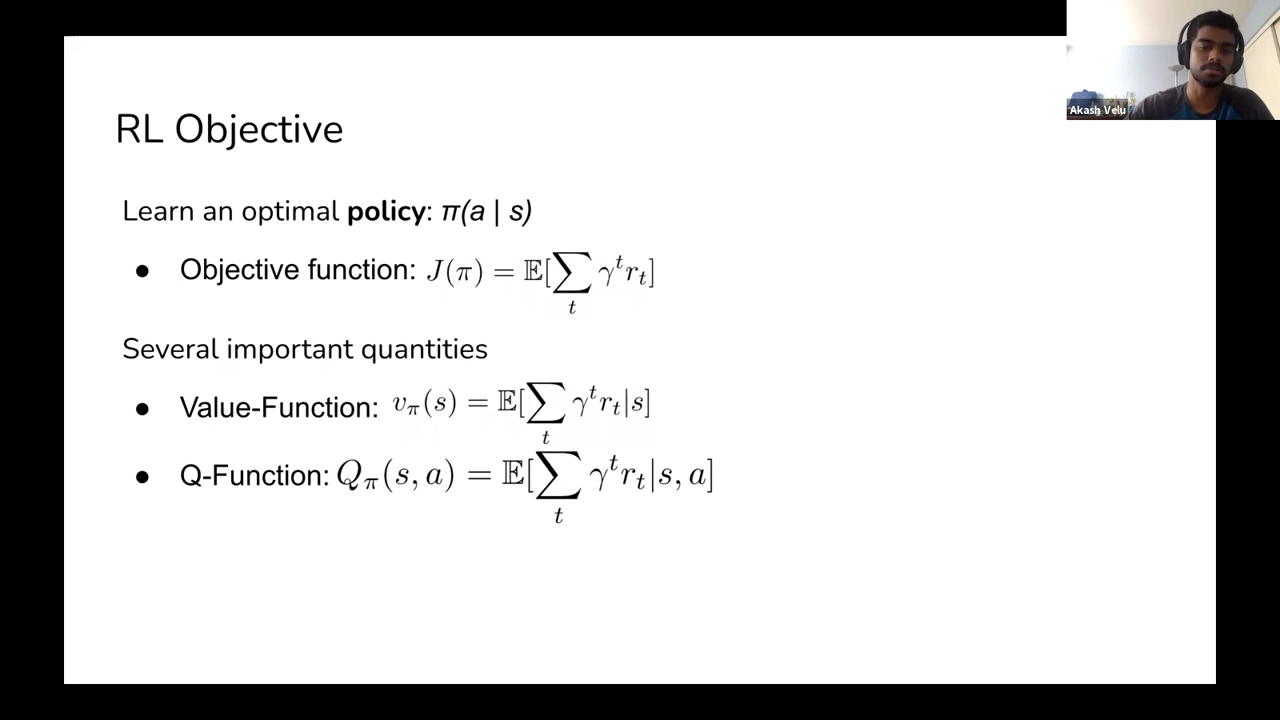 Akash Velu
RL Objective
Learn an optimal policy: π(a | s)
● Objective function: J(π) = 𝔼[∑_t γ^t r_t]
Several important quantities
● Value-Function: v_π(s) = 𝔼[∑_t γ^t r_t|s]
● Q-Function: Q_π(s, a) = 𝔼[∑_t γ^t r_t|s, a]